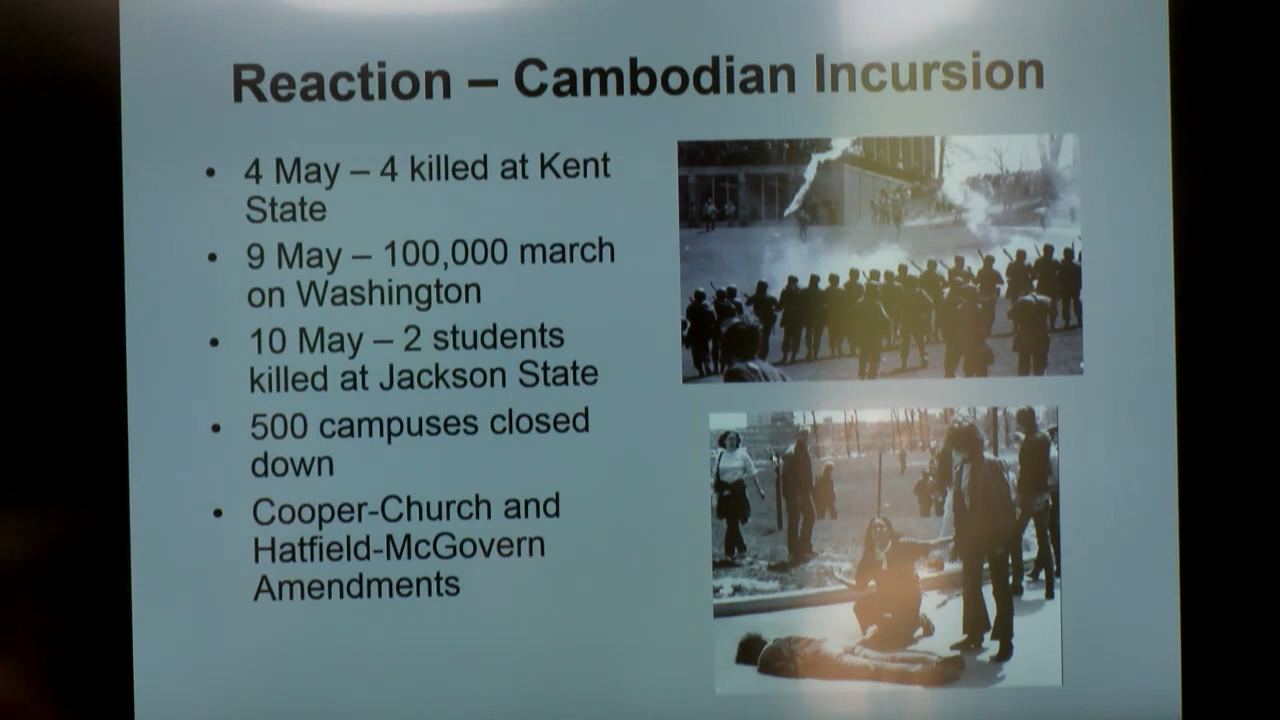 Reaction – Cambodian Incursion
• 4 May – 4 killed at Kent
State
• 9 May – 100,000 march
on Washington
• 10 May – 2 students
killed at Jackson State
• 500 campuses closed
down
• Cooper-Church and
Hatfield-McGovern
Amendments